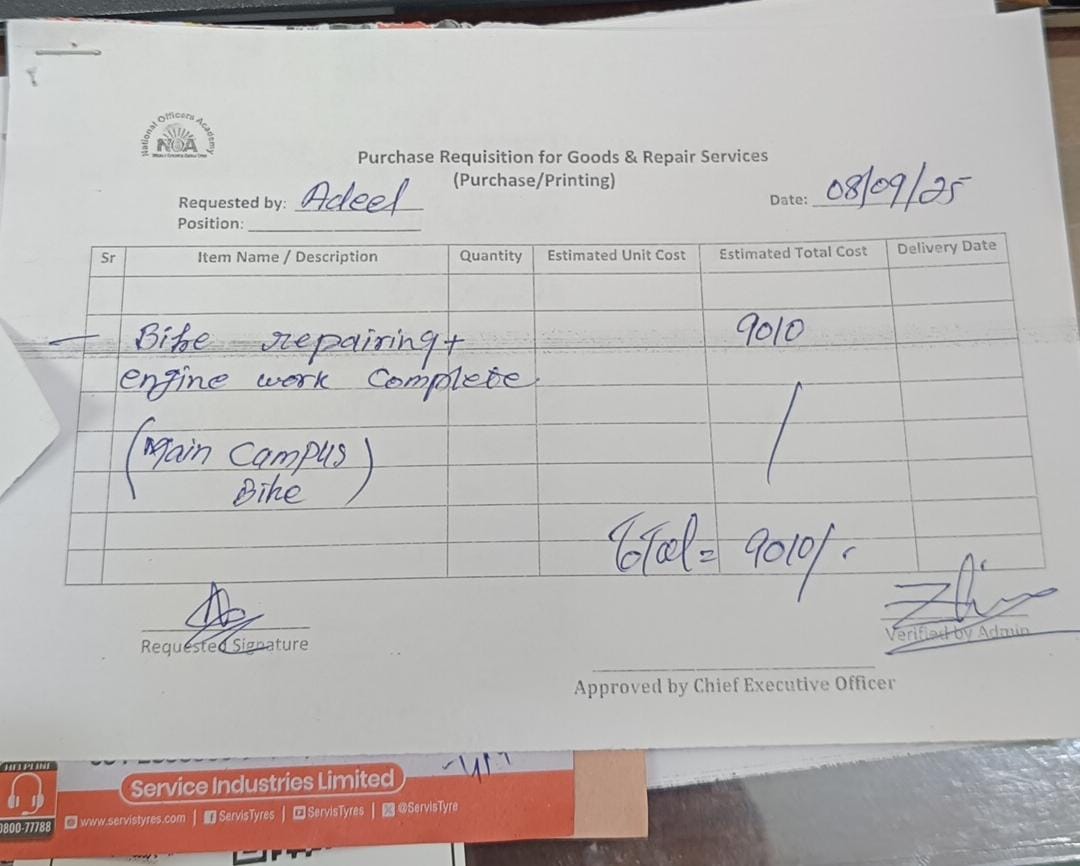 National Officers Academy
NOA
Purchase Requisition for Goods & Repair Services
(Purchase/Printing)
Requested by: Adeel
Date: 08/09/25
Position:
Sr Item Name / Description Quantity Estimated Unit Cost Estimated Total Cost Delivery Date
Bike repairing + 9010
engine work Complete.
(Main Campus
Bike)
Total = 9010/.
Requested Signature
Verified by Admin
Approved by Chief Executive Officer
HELPLINE
0800-77788
Service Industries Limited
www.servistyres.com | ServisTyres | ServisTyres | @ServisTyre